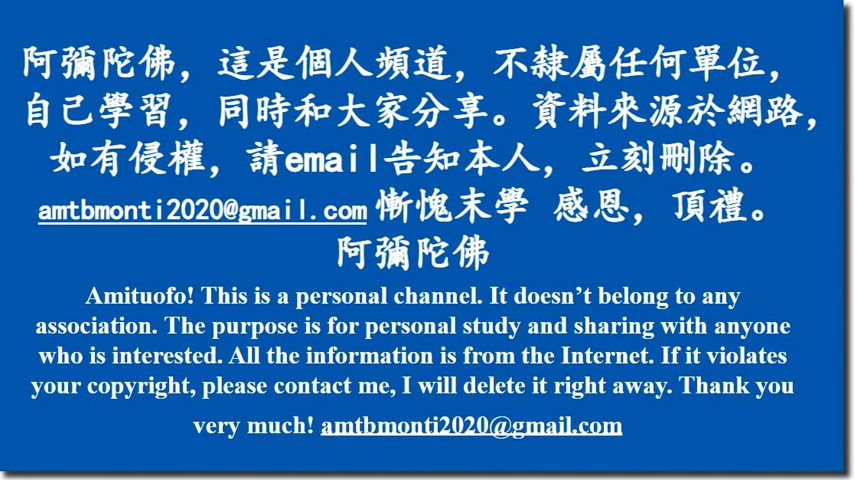 阿彌陀佛，這是個人頻道，不隸屬任何單位，
自己學習，同時和大家分享。資料來源於網路，
如有侵權，請email告知本人，立刻刪除。
amtbmonti2020@gmail.com 慚愧末學 感恩，頂禮。
阿彌陀佛
Amituofo! This is a personal channel. It doesn’t belong to any
association. The purpose is for personal study and sharing with anyone
who is interested. All the information is from the Internet. If it violates
your copyright, please contact me, I will delete it right away. Thank you
very much! amtbmonti2020@gmail.com